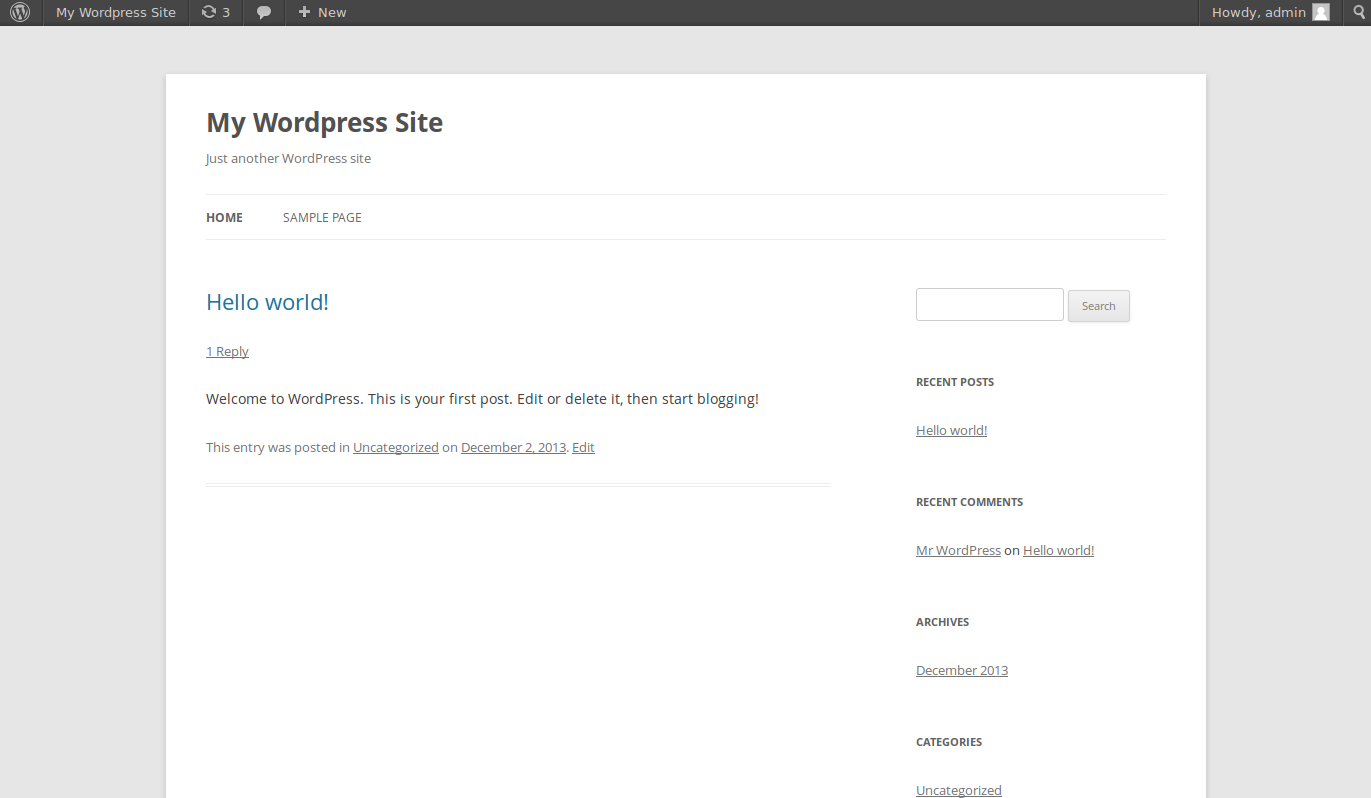 My Wordpress Site 3 New Howdy, admin
My Wordpress Site
Just another WordPress site
HOME SAMPLE PAGE
Hello world!
1 Reply
Welcome to WordPress. This is your first post. Edit or delete it, then start blogging!
This entry was posted in Uncategorized on December 2, 2013. Edit
Search
RECENT POSTS
Hello world!
RECENT COMMENTS
Mr WordPress on Hello world!
ARCHIVES
December 2013
CATEGORIES
Uncategorized